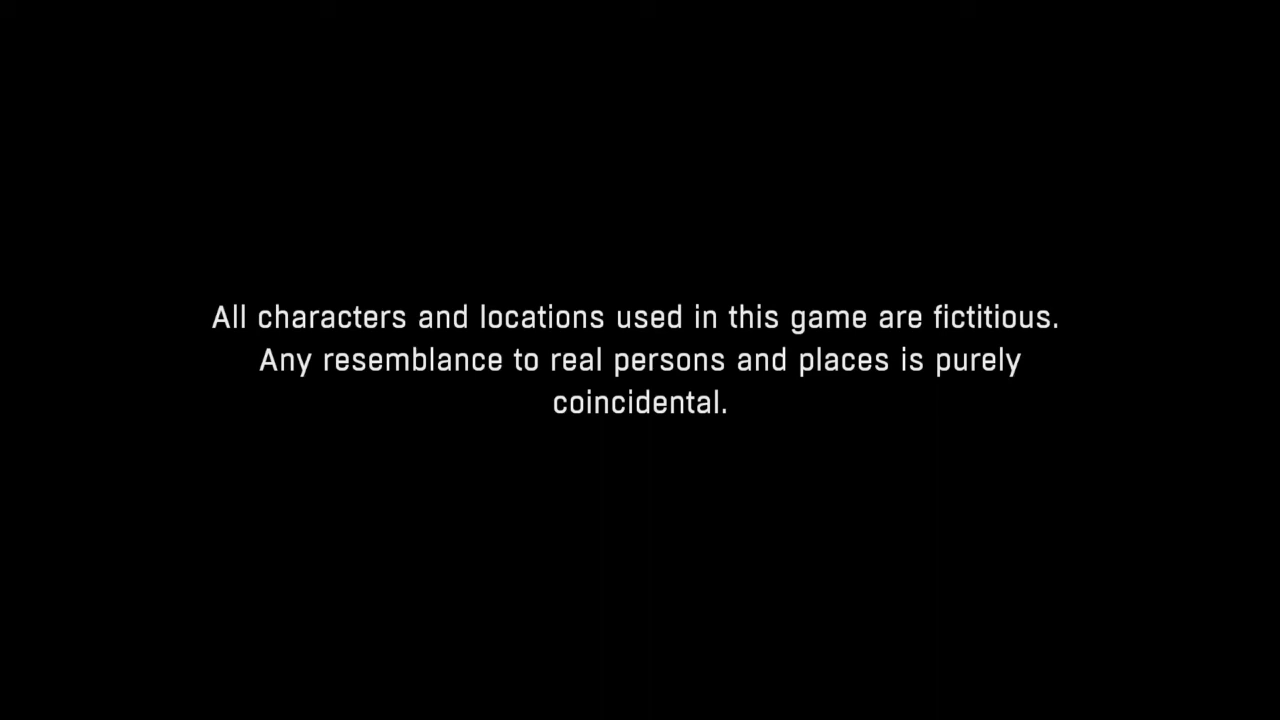 All characters and locations used in this game are fictitious.
Any resemblance to real persons and places is purely
coincidental.